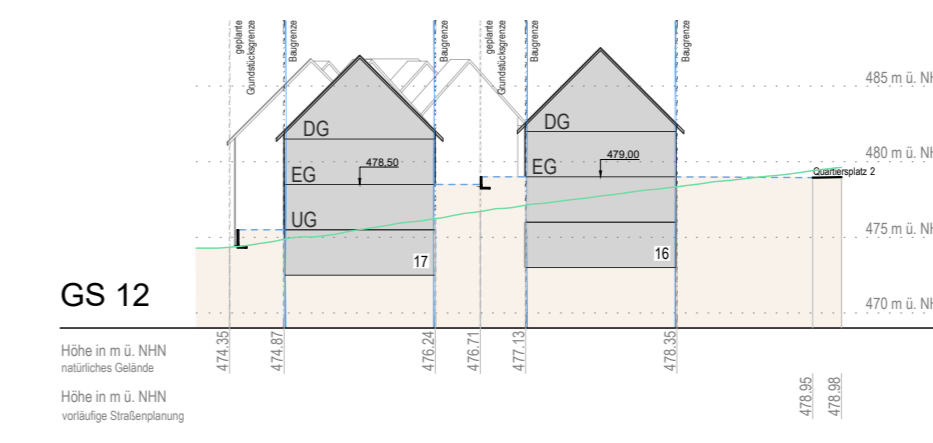 geplante
Grundstücksgrenze
Baugrenze
Baugrenze
geplante
Grundstücksgrenze
Baugrenze
Baugrenze
485 m ü. NH
DG
DG
480 m ü. NH
EG
478,50
EG
479,00
Quartiersplatz 2
UG
475 m ü. NH
17
16
GS 12
470 m ü. NH
Höhe in m ü. NHN
natürliches Gelände
474.35
474.87
476.24
476.71
477.13
478.35
Höhe in m ü. NHN
vorläufige Straßenplanung
478.95
478.98